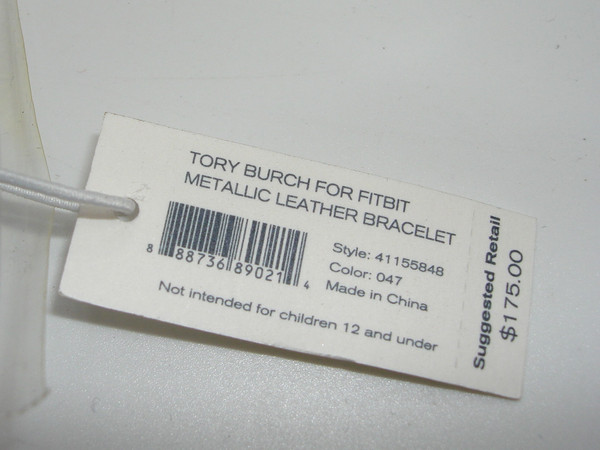 TORY BURCH FOR FITBIT
METALLIC LEATHER BRACELET
8 88736 89021 4
Style: 41155848
Color: 047
Made in China
Not intended for children 12 and under
Suggested Retail
$175.00